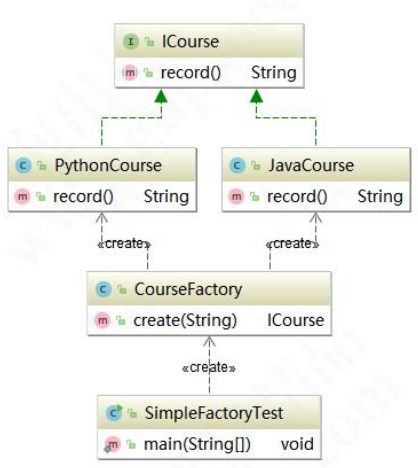 I ICourse
m record() String
C PythonCourse
m record() String
C JavaCourse
m record() String
«create»
«create»
C CourseFactory
m create(String) ICourse
«create»
C SimpleFactoryTest
m main(String[]) void